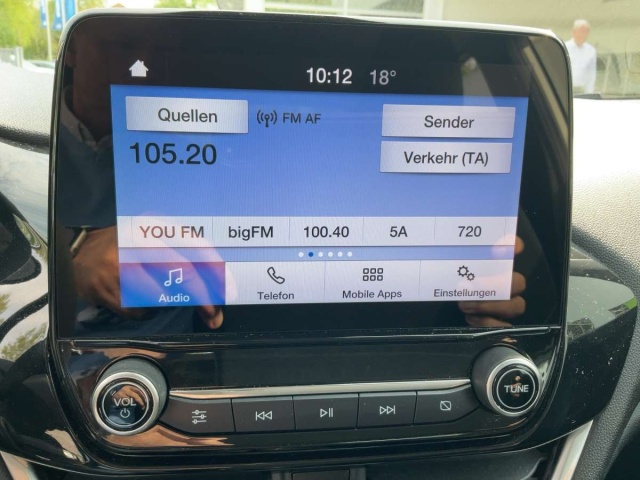 10:12 18°
Quellen FM AF Sender
105.20 Verkehr (TA)
YOU FM bigFM 100.40 5A 720
Audio Telefon Mobile Apps Einstellungen
VOL TUNE